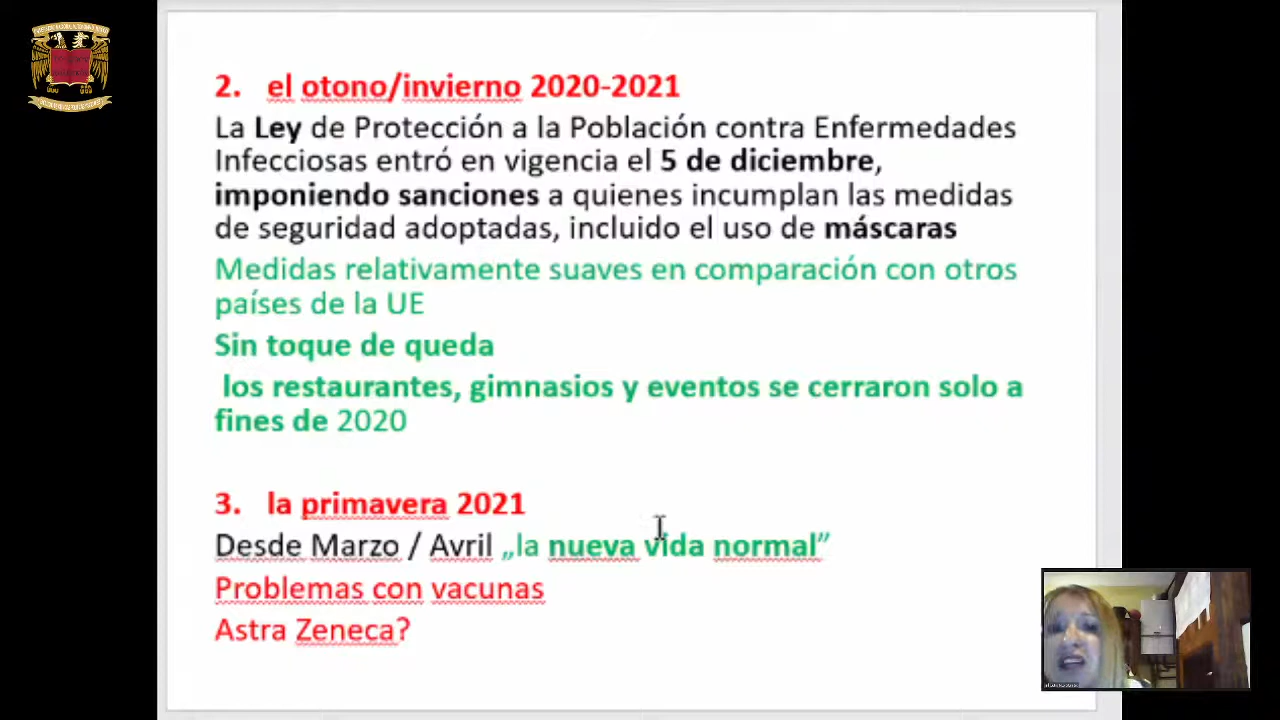 2. el otono/invierno 2020-2021
La Ley de Protección a la Población contra Enfermedades
Infecciosas entró en vigencia el 5 de diciembre,
imponiendo sanciones a quienes incumplan las medidas
de seguridad adoptadas, incluido el uso de máscaras
Medidas relativamente suaves en comparación con otros
países de la UE
Sin toque de queda
los restaurantes, gimnasios y eventos se cerraron solo a
fines de 2020
3. la primavera 2021
Desde Marzo / Avril „la nueva vida normal”
Problemas con vacunas
Astra Zeneca?